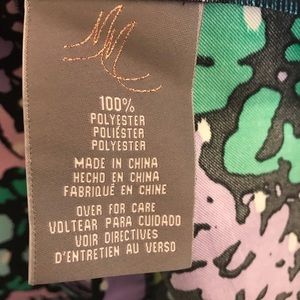 100%
POLYESTER
POLIÉSTER
POLYESTER
MADE IN CHINA
HECHO EN CHINA
FABRIQUÉ EN CHINE
OVER FOR CARE
VOLTEAR PARA CUIDADO
VOIR DIRECTIVES
D'ENTRETIEN AU VERSO